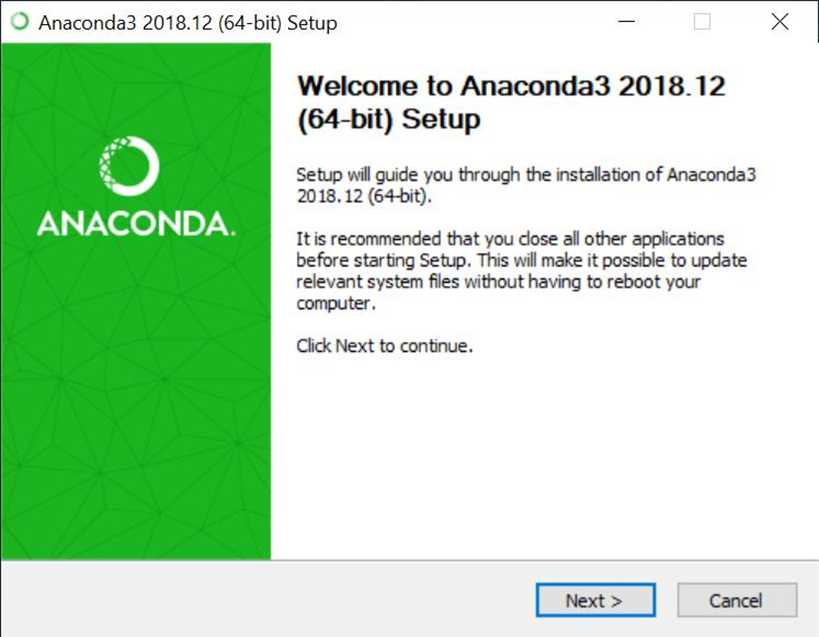 Anaconda3 2018.12 (64-bit) Setup
ANACONDA.
Welcome to Anaconda3 2018.12
(64-bit) Setup
Setup will guide you through the installation of Anaconda3
2018.12 (64-bit).
It is recommended that you close all other applications
before starting Setup. This will make it possible to update
relevant system files without having to reboot your
computer.
Click Next to continue.
Next >
Cancel